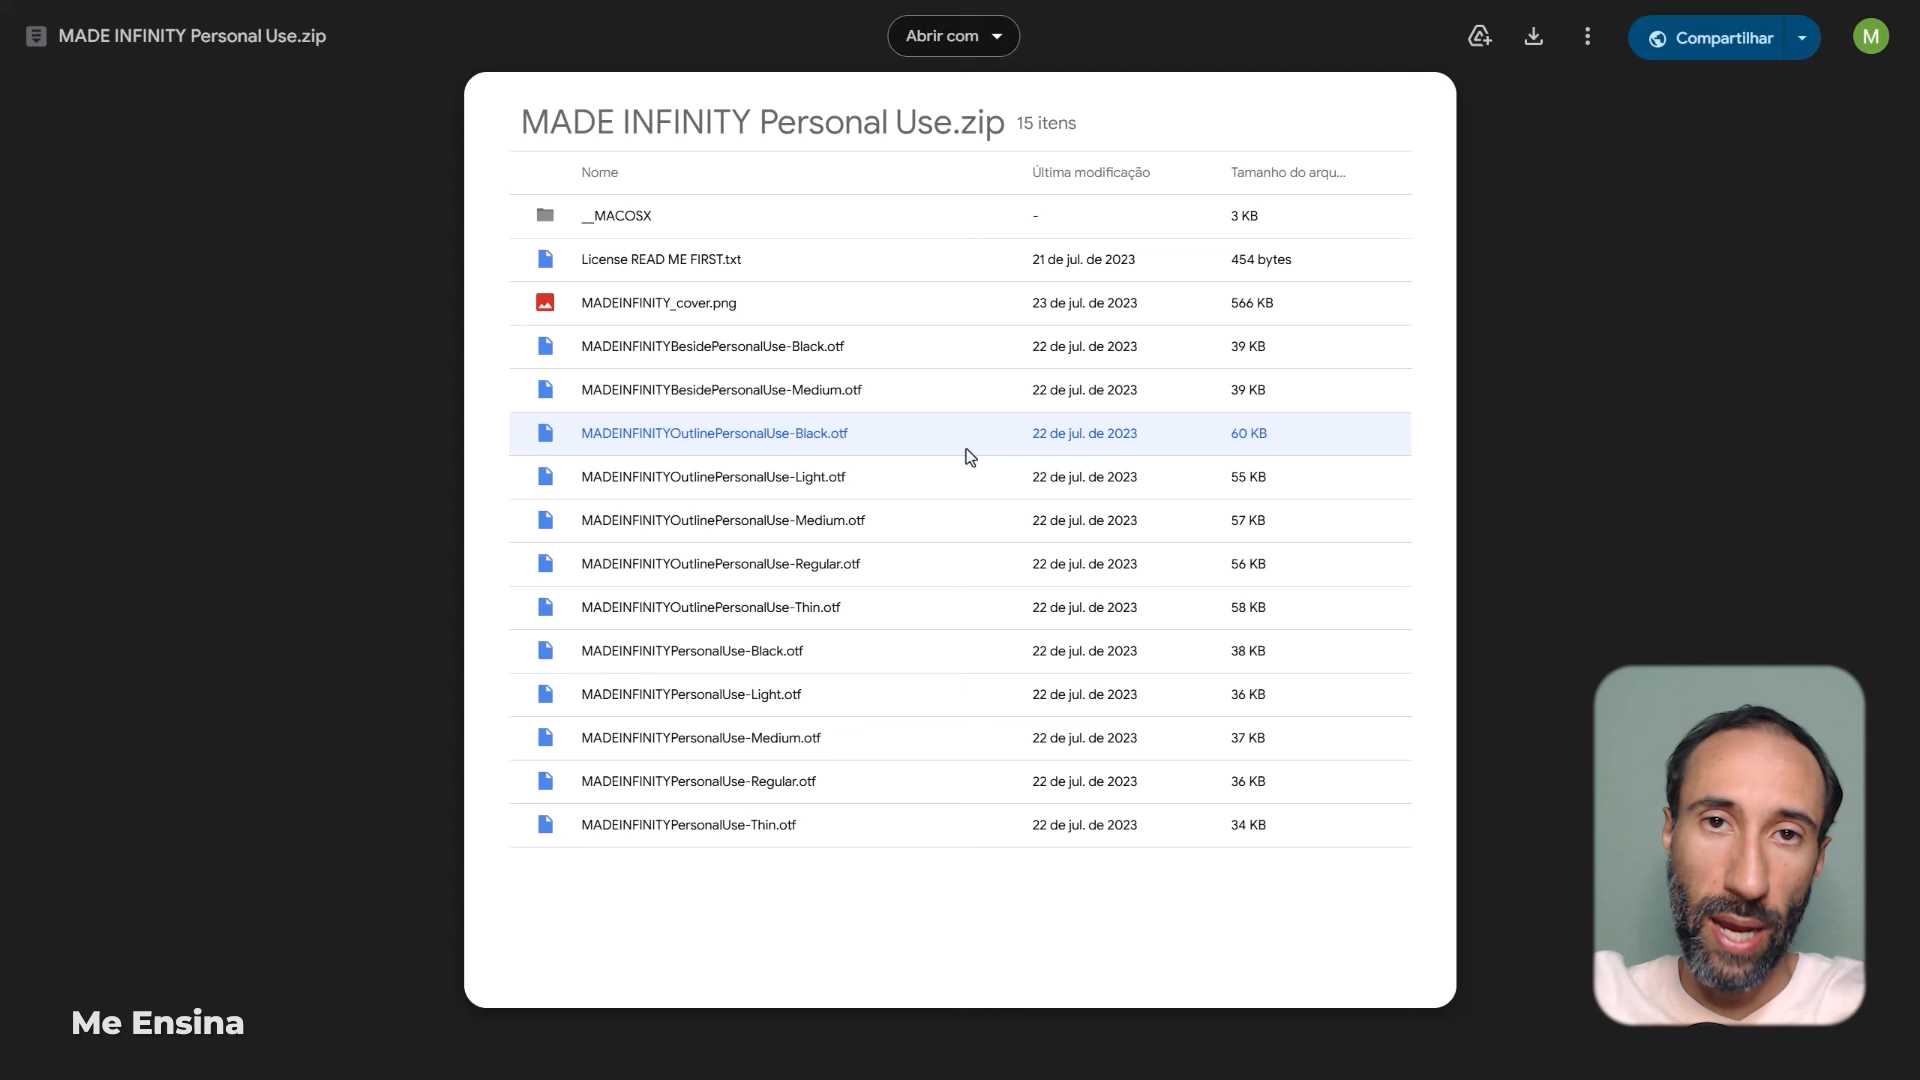 MADE INFINITY Personal Use.zip
Abrir com
Compartilhar
M
MADE INFINITY Personal Use.zip 15 itens
Nome Última modificação Tamanho do arqu...
__MACOSX - 3 KB
License READ ME FIRST.txt 21 de jul. de 2023 454 bytes
MADEINFINITY_cover.png 23 de jul. de 2023 566 KB
MADEINFINITYBesidePersonalUse-Black.otf 22 de jul. de 2023 39 KB
MADEINFINITYBesidePersonalUse-Medium.otf 22 de jul. de 2023 39 KB
MADEINFINITYOutlinePersonalUse-Black.otf 22 de jul. de 2023 60 KB
MADEINFINITYOutlinePersonalUse-Light.otf 22 de jul. de 2023 55 KB
MADEINFINITYOutlinePersonalUse-Medium.otf 22 de jul. de 2023 57 KB
MADEINFINITYOutlinePersonalUse-Regular.otf 22 de jul. de 2023 56 KB
MADEINFINITYOutlinePersonalUse-Thin.otf 22 de jul. de 2023 58 KB
MADEINFINITYPersonalUse-Black.otf 22 de jul. de 2023 38 KB
MADEINFINITYPersonalUse-Light.otf 22 de jul. de 2023 36 KB
MADEINFINITYPersonalUse-Medium.otf 22 de jul. de 2023 37 KB
MADEINFINITYPersonalUse-Regular.otf 22 de jul. de 2023 36 KB
MADEINFINITYPersonalUse-Thin.otf 22 de jul. de 2023 34 KB
Me Ensina